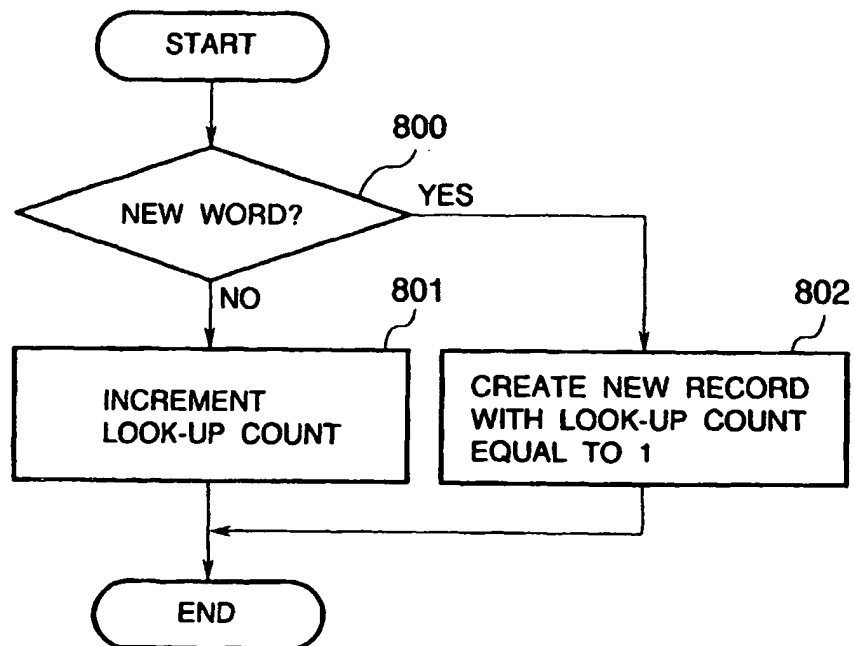 START
800
NEW WORD?
YES
NO
801
802
INCREMENT
LOOK-UP COUNT
CREATE NEW RECORD
WITH LOOK-UP COUNT
EQUAL TO 1
END